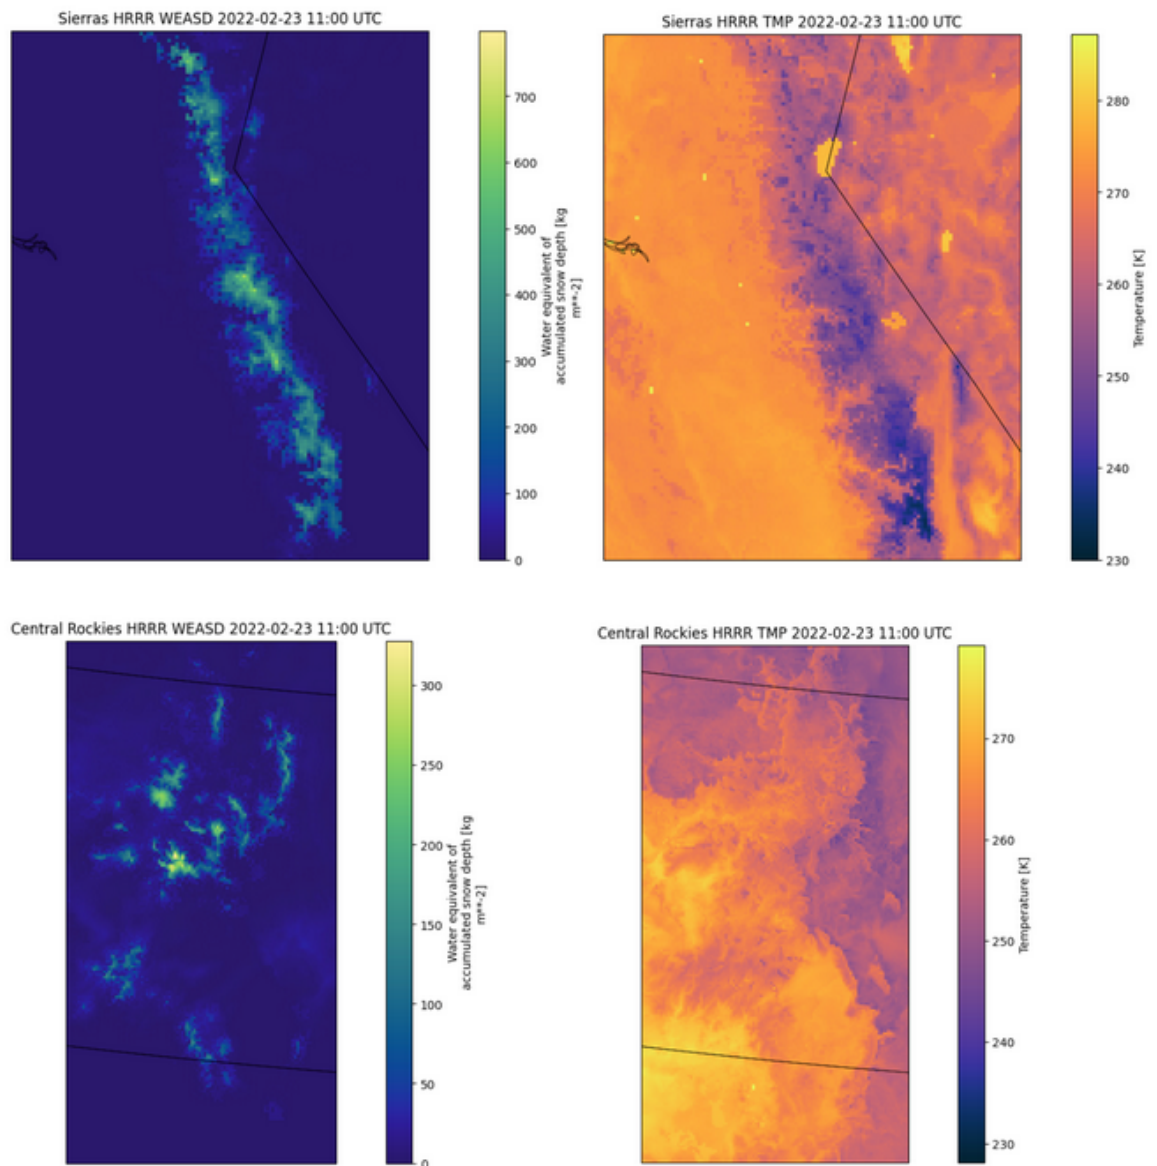 Sierras HRRR WEASD 2022-02-23 11:00 UTC
700
600
500
400
300
200
100
0
Water equivalent of
accumulated snow depth [kg
m**-2]
Sierras HRRR TMP 2022-02-23 11:00 UTC
280
270
260
250
240
230
Temperature [K]
Central Rockies HRRR WEASD 2022-02-23 11:00 UTC
300
250
200
150
100
50
0
Water equivalent of
accumulated snow depth [kg
m**-2]
Central Rockies HRRR TMP 2022-02-23 11:00 UTC
270
260
250
240
230
Temperature [K]